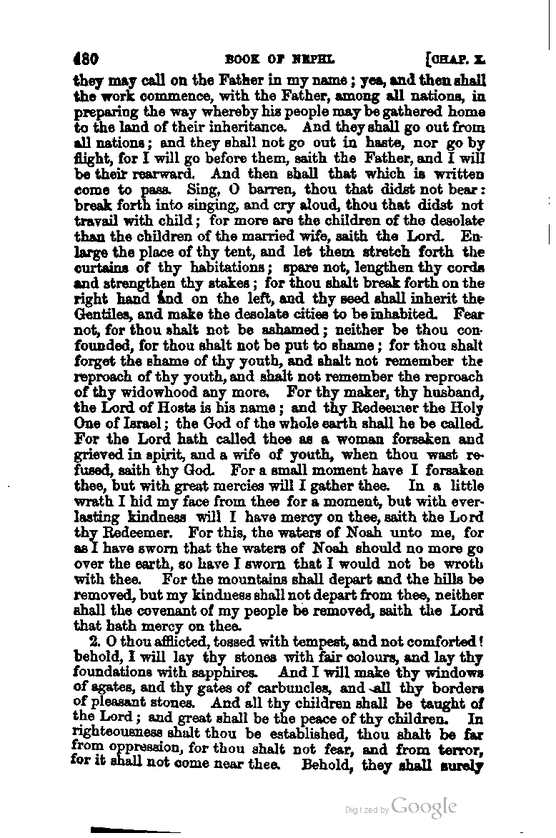 480 BOOK OF NEPHI. [CHAP. X.
they may call on the Father in my name; yea, and then shall
the work commence, with the Father, among all nations, in
preparing the way whereby his people may be gathered home
to the land of their inheritance. And they shall go out from
all nations; and they shall not go out in haste, nor go by
flight, for I will go before them, saith the Father, and I will
be their rearward. And then shall that which is written
come to pass. Sing, O barren, thou that didst not bear:
break forth into singing, and cry aloud, thou that didst not
travail with child; for more are the children of the desolate
than the children of the married wife, saith the Lord. En-
large the place of thy tent, and let them stretch forth the
curtains of thy habitations; spare not, lengthen thy cords
and strengthen thy stakes; for thou shalt break forth on the
right hand and on the left, and thy seed shall inherit the
Gentiles, and make the desolate cities to be inhabited. Fear
not, for thou shalt not be ashamed; neither be thou con-
founded, for thou shalt not be put to shame; for thou shalt
forget the shame of thy youth, and shalt not remember the
reproach of thy youth, and shalt not remember the reproach
of thy widowhood any more. For thy maker, thy husband,
the Lord of Hosts is his name; and thy Redeemer the Holy
One of Israel; the God of the whole earth shall he be called.
For the Lord hath called thee as a woman forsaken and
grieved in spirit, and a wife of youth, when thou wast re-
fused, saith thy God. For a small moment have I forsaken
thee, but with great mercies will I gather thee. In a little
wrath I hid my face from thee for a moment, but with ever-
lasting kindness will I have mercy on thee, saith the Lord
thy Redeemer. For this, the waters of Noah unto me, for
as I have sworn that the waters of Noah should no more go
over the earth, so have I sworn that I would not be wroth
with thee. For the mountains shall depart and the hills be
removed, but my kindness shall not depart from thee, neither
shall the covenant of my people be removed, saith the Lord
that hath mercy on thee.
2. O thou afflicted, tossed with tempest, and not comforted!
behold, I will lay thy stones with fair colours, and lay thy
foundations with sapphires. And I will make thy windows
of agates, and thy gates of carbuncles, and all thy borders
of pleasant stones. And all thy children shall be taught of
the Lord; and great shall be the peace of thy children. In
righteousness shalt thou be established, thou shalt be far
from oppression, for thou shalt not fear, and from terror,
for it shall not come near thee. Behold, they shall surely
Digitized by Google